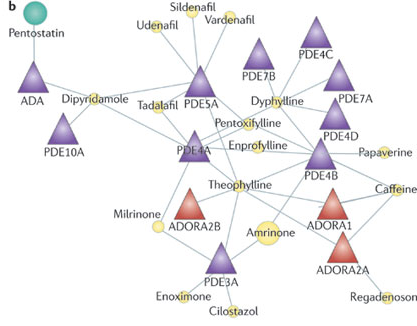 b
Sildenafil
Udenafil
Vardenafil
Pentostatin
PDE4C
PDE7B
ADA
Dipyridamole
PDE5A
Dyphylline
PDE7A
Tadalafil
Pentoxifylline
PDE4D
PDE10A
PDE4A
Enprofylline
Papaverine
PDE4B
Theophylline
Caffeine
Milrinone
ADORA2B
Amrinone
ADORA1
ADORA2A
PDE3A
Enoximone
Cilostazol
Regadenoson